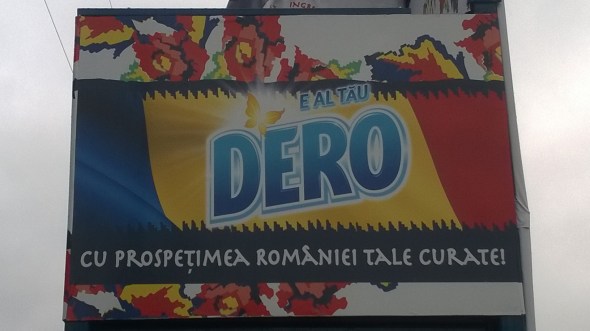 E AL TĂU
DERO
CU PROSPEȚIMEA ROMÂNIEI TALE CURATE!